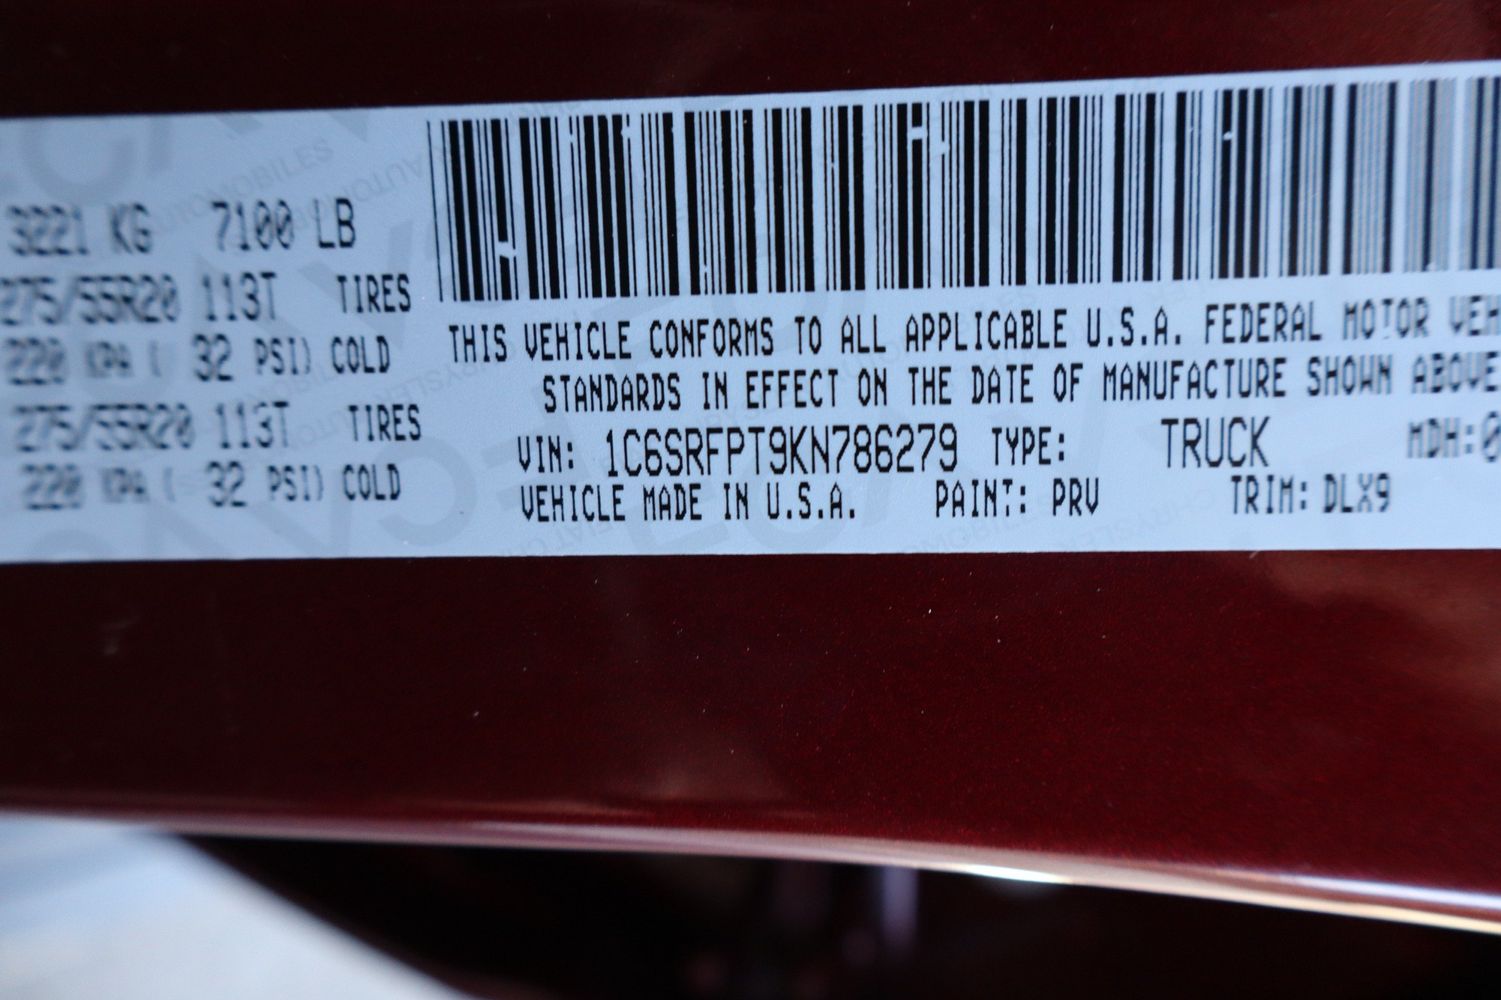 3221 KG 7100 LB
275/55R20 113T TIRES
220 KPA ( 32 PSI) COLD
275/55R20 113T TIRES
220 KPA ( 32 PSI) COLD
THIS VEHICLE CONFORMS TO ALL APPLICABLE U.S.A. FEDERAL MOTOR VEH
STANDARDS IN EFFECT ON THE DATE OF MANUFACTURE SHOWN ABOVE
VIN: 1C6SRFPT9KN786279 TYPE: TRUCK MDH:0
VEHICLE MADE IN U.S.A. PAINT: PRV TRIM: DLX9